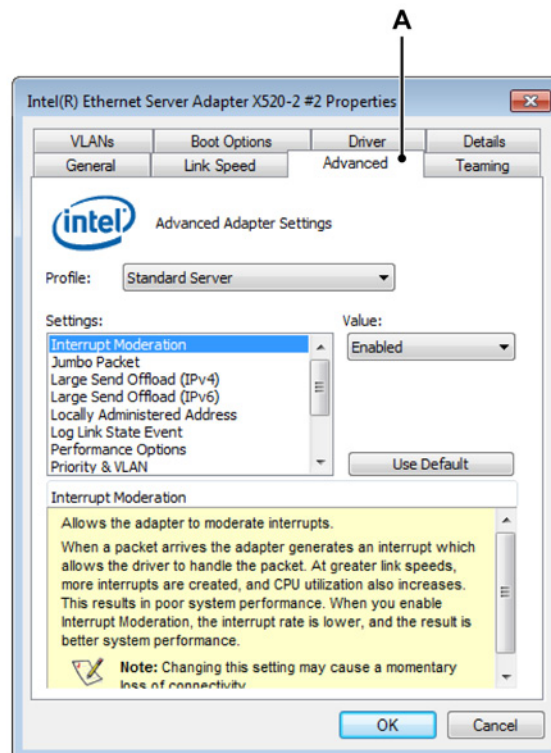 A
Intel(R) Ethernet Server Adapter X520-2 #2 Properties
VLANs Boot Options Driver Details
General Link Speed Advanced Teaming
intel Advanced Adapter Settings
Profile: Standard Server
Settings: Value:
Interrupt Moderation Enabled
Jumbo Packet
Large Send Offload (IPv4)
Large Send Offload (IPv6)
Locally Administered Address
Log Link State Event
Performance Options
Priority & VLAN Use Default
Interrupt Moderation
Allows the adapter to moderate interrupts.
When a packet arrives the adapter generates an interrupt which
allows the driver to handle the packet. At greater link speeds,
more interrupts are created, and CPU utilization also increases.
This results in poor system performance. When you enable
Interrupt Moderation, the interrupt rate is lower, and the result is
better system performance.
Note: Changing this setting may cause a momentary
loss of connectivity.
OK Cancel